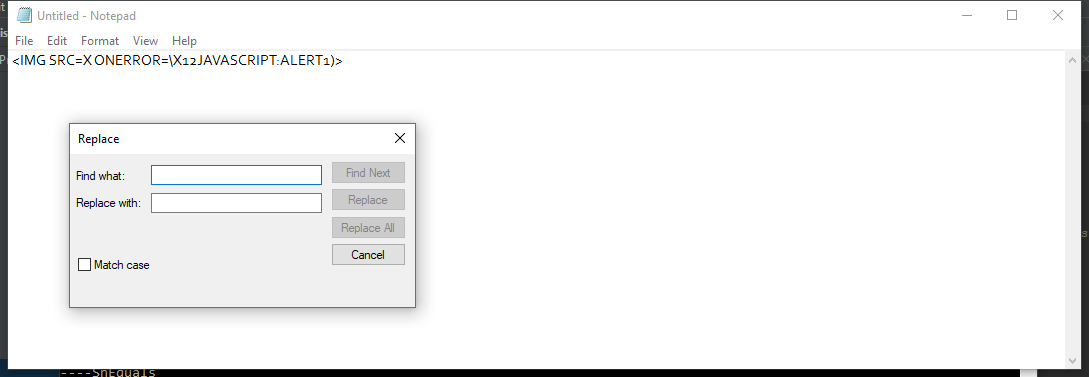 Untitled - Notepad
File Edit Format View Help
<IMG SRC=X ONERROR=\X12JAVASCRIPT:ALERT1)>
Replace
Find what: Find Next
Replace with: Replace
Replace All
Cancel
Match case
----ShEquals